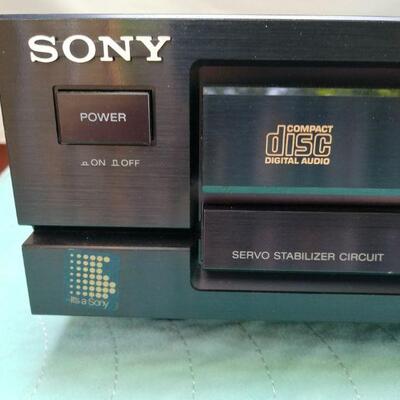 SONY
POWER
ON OFF
COMPACT
disc
DIGITAL AUDIO
SERVO STABILIZER CIRCUIT
It's a Sony